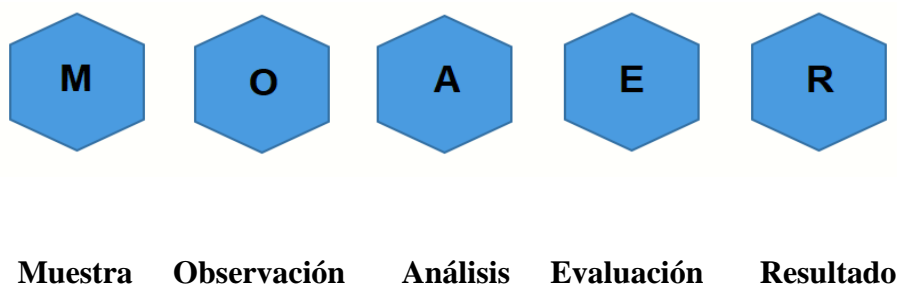 M O A E R
Muestra Observación Análisis Evaluación Resultado